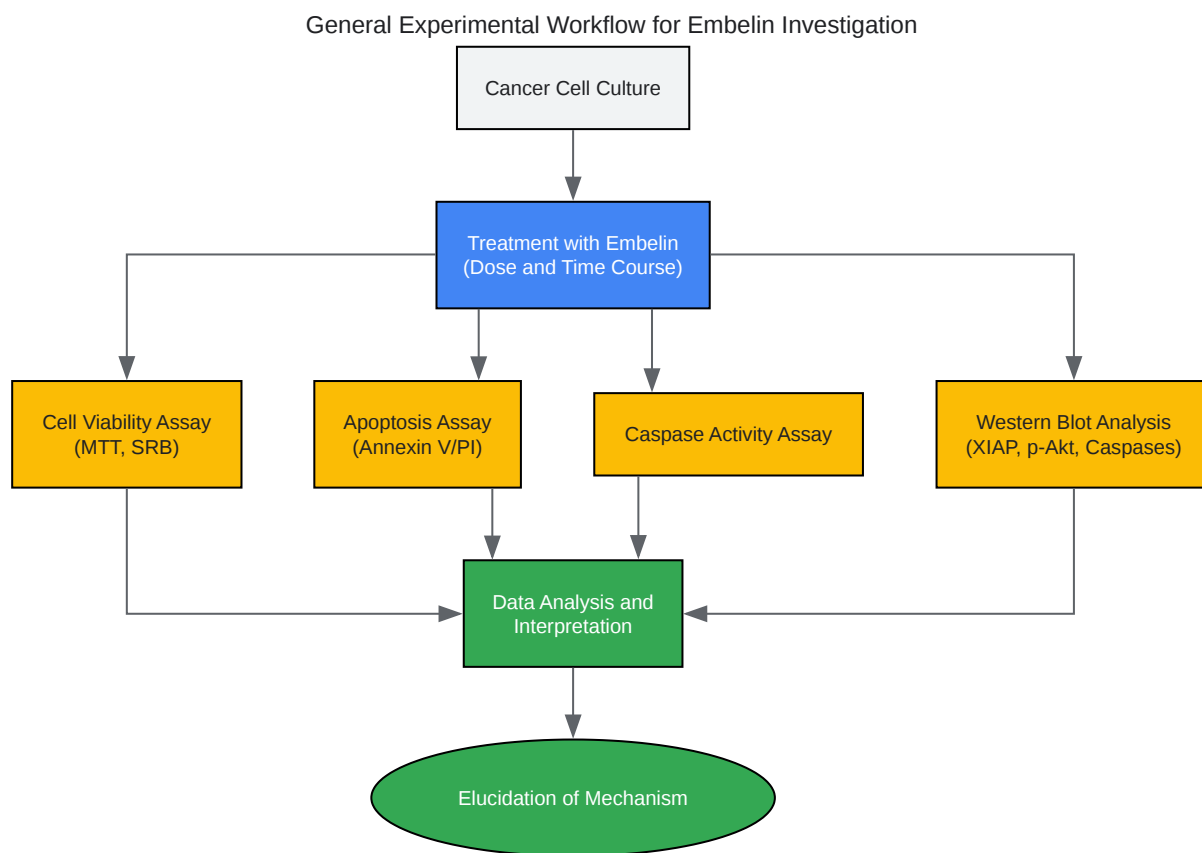 General Experimental Workflow for Embelin Investigation
Cancer Cell Culture
Treatment with Embelin
(Dose and Time Course)
Cell Viability Assay
(MTT, SRB)
Apoptosis Assay
(Annexin V/PI)
Caspase Activity Assay
Western Blot Analysis
(XIAP, p-Akt, Caspases)
Data Analysis and
Interpretation
Elucidation of Mechanism